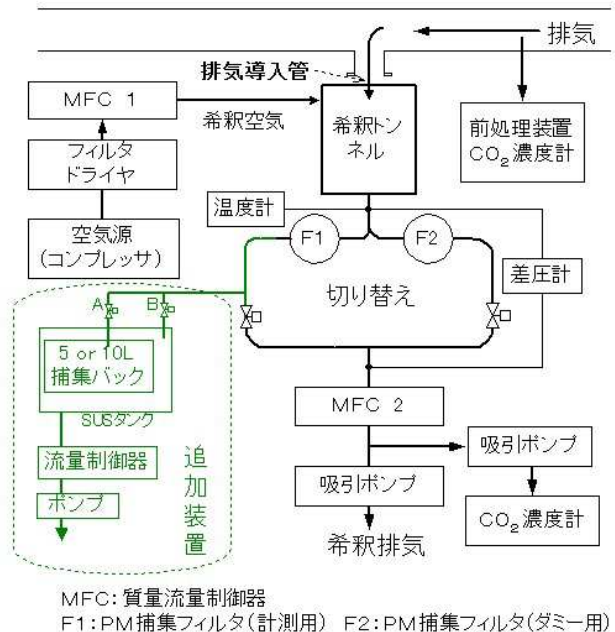 排気
排気導入管
MFC 1
希釈空気
希釈トン
ネル
前処理装置
CO₂濃度計
フィルタ
ドライヤ
空気源
(コンプレッサ)
温度計
F1
F2
差圧計
切り替え
A
B
5 or 10L
捕集バック
SUSタンク
流量制御器
ポンプ
追加装置
MFC 2
吸引ポンプ
吸引ポンプ
CO₂濃度計
希釈排気
MFC：質量流量制御器
F1：PM捕集フィルタ(計測用) F2：PM捕集フィルタ(ダミー用)